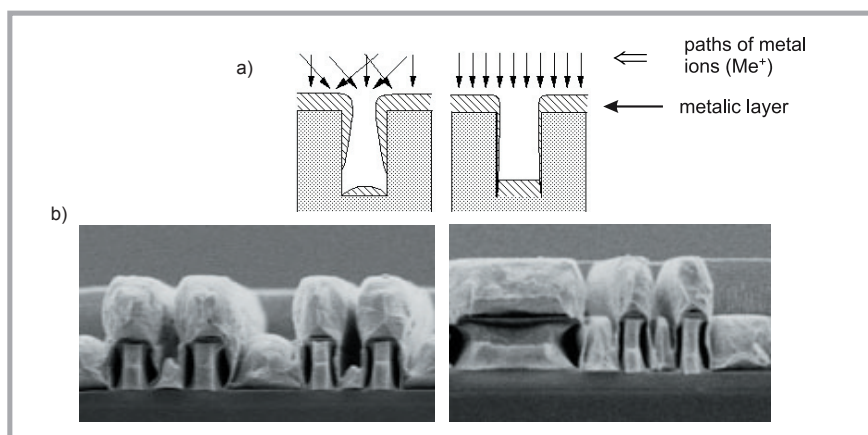 a)
paths of metal
ions (Me⁺)
metalic layer
b)